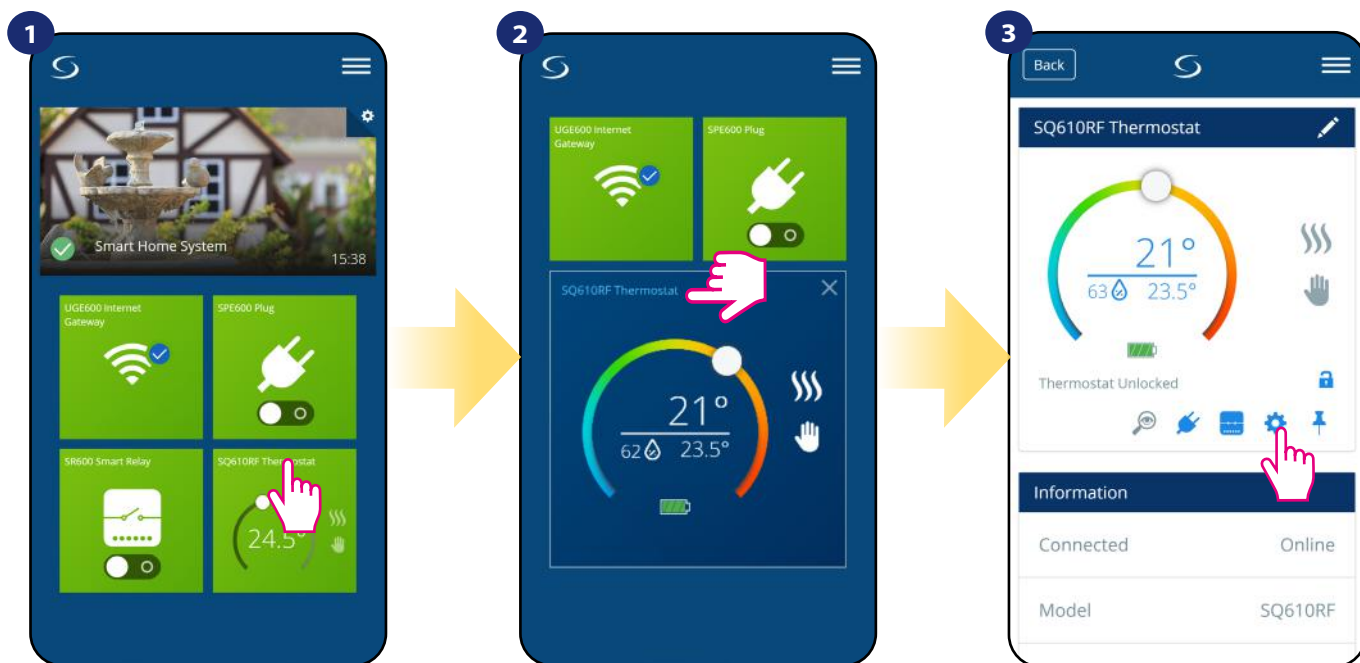 1
Smart Home System
15:38
UGE600 Internet
Gateway
SPE600 Plug
SR600 Smart Relay
SQ610RF Thermostat
24.5°
2
UGE600 Internet
Gateway
SPE600 Plug
SQ610RF Thermostat
21°
62 23.5°
3
Back
SQ610RF Thermostat
21°
63 23.5°
Thermostat Unlocked
Information
Connected Online
Model SQ610RF